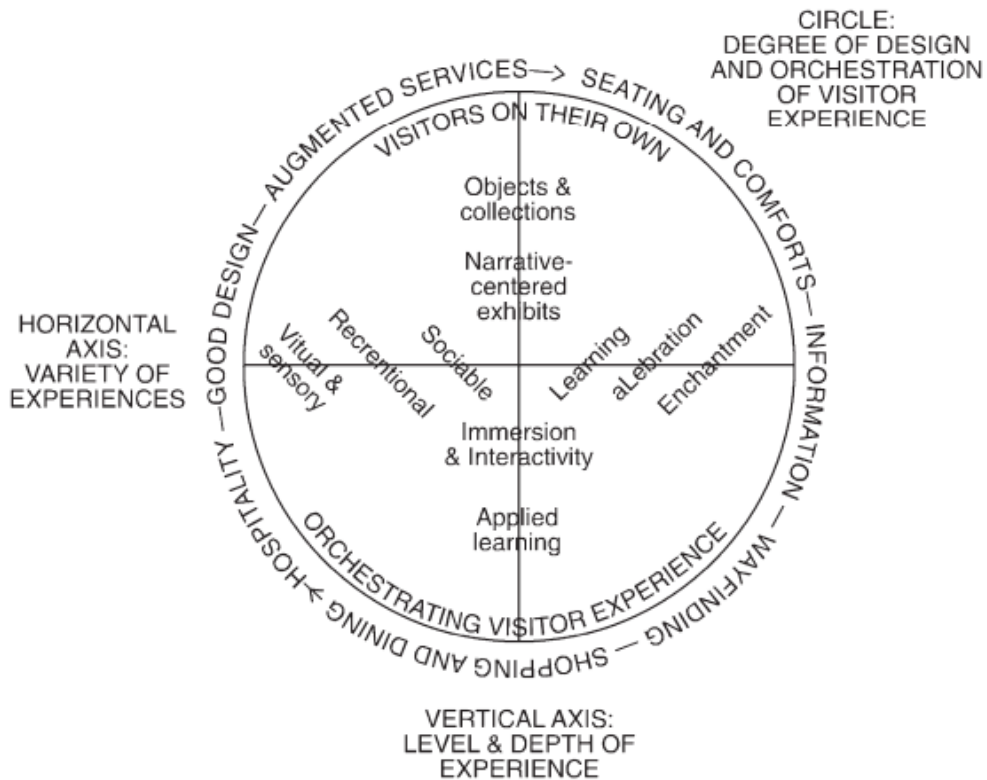 CIRCLE:
DEGREE OF DESIGN
AND ORCHESTRATION
OF VISITOR
EXPERIENCE
GOOD DESIGN— AUGMENTED SERVICES—> SEATING AND COMFORTS— INFORMATION — WAYFINDING — SHOPPING AND DINING → HOSPITALITY —
VISITORS ON THEIR OWN
Objects &
collections
Narrative-
centered
exhibits
HORIZONTAL
AXIS:
VARIETY OF
EXPERIENCES
Vitual &
sensory
Recrentional
Sociable
Learning
aLebration
Enchantment
Immersion
& Interactivity
Applied
learning
ORCHESTRATING VISITOR EXPERIENCE
VERTICAL AXIS:
LEVEL & DEPTH OF
EXPERIENCE